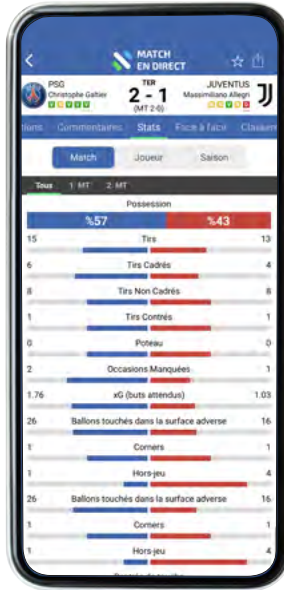 MATCH
EN DIRECT
PSG TER JUVENTUS
Christophe Galtier 2 - 1 Massimiliano Allegri
(MT 2-0)
Commentaires Stats Face à face
Match Joueur Saison
Tous 1. MT 2. MT
Possession
%57 %43
15 Tirs 13
6 Tirs Cadrés 4
8 Tirs Non Cadrés 8
1 Tirs Contrés 1
0 Poteau 0
2 Occasions Manquées 1
1.76 xG (buts attendus) 1.03
26 Ballons touchés dans la surface adverse 16
1 Corners 1
1 Hors-jeu 4
26 Ballons touchés dans la surface adverse 16
1 Corners 1
1 Hors-jeu 4